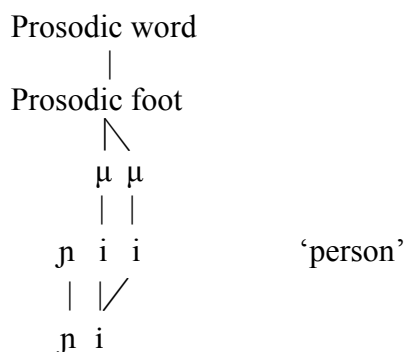 Prosodic word
Prosodic foot
μ μ
ɲ i i ‘person’
ɲ i